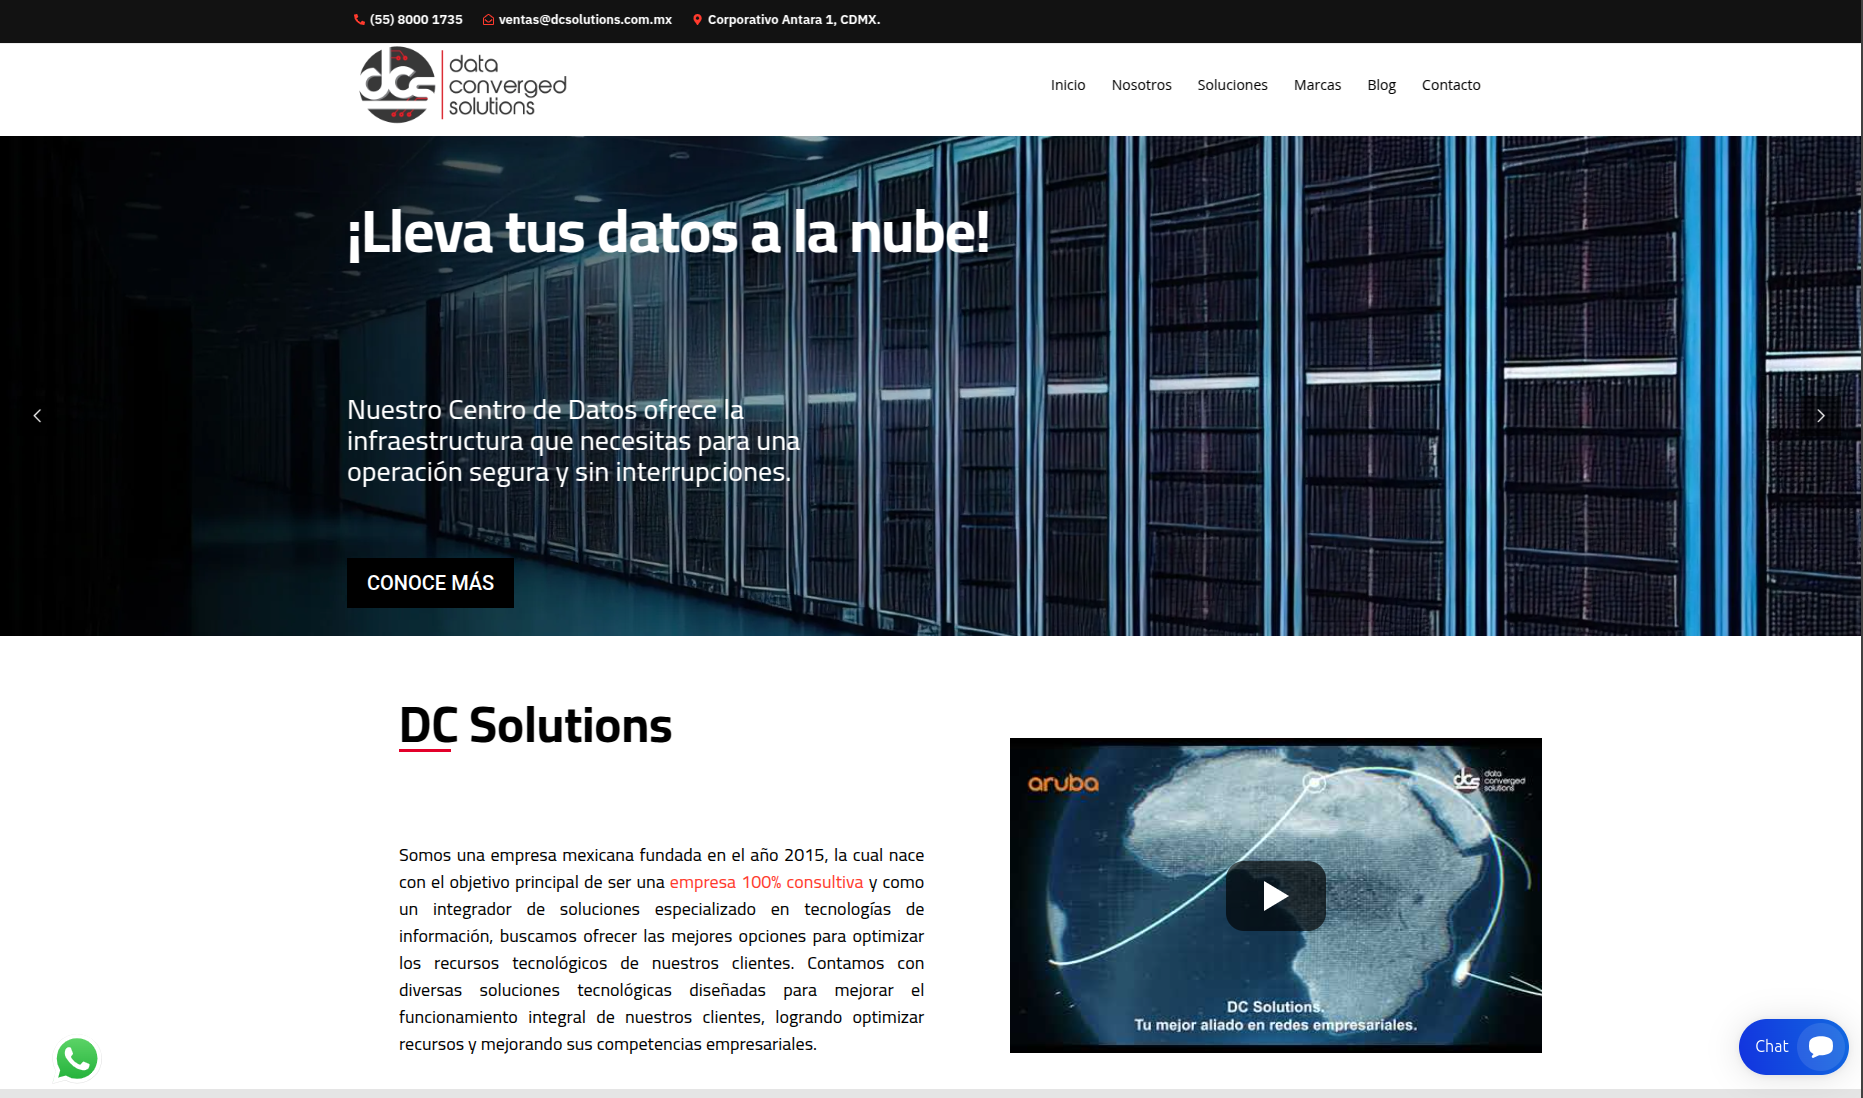 (55) 8000 1735 ventas@dcsolutions.com.mx Corporativo Antara 1, CDMX.
dcs data
converged
solutions
Inicio Nosotros Soluciones Marcas Blog Contacto
¡Lleva tus datos a la nube!
Nuestro Centro de Datos ofrece la
infraestructura que necesitas para una
operación segura y sin interrupciones.
CONOCE MÁS
DC Solutions
Somos una empresa mexicana fundada en el año 2015, la cual nace
con el objetivo principal de ser una empresa 100% consultiva y como
un integrador de soluciones especializado en tecnologías de
información, buscamos ofrecer las mejores opciones para optimizar
los recursos tecnológicos de nuestros clientes. Contamos con
diversas soluciones tecnológicas diseñadas para mejorar el
funcionamiento integral de nuestros clientes, logrando optimizar
recursos y mejorando sus competencias empresariales.
aruba
dcs data
converged
solutions
DC Solutions.
Tu mejor aliado en redes empresariales.
Chat